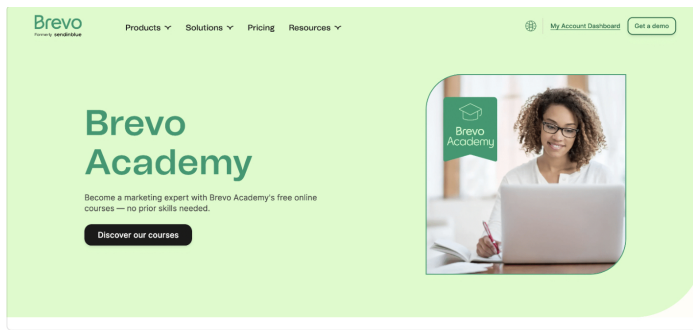 Brevo
Formerly sendinblue
Products
Solutions
Pricing
Resources
My Account Dashboard
Get a demo
Brevo
Academy
Become a marketing expert with Brevo Academy's free online
courses — no prior skills needed.
Discover our courses
Brevo
Academy